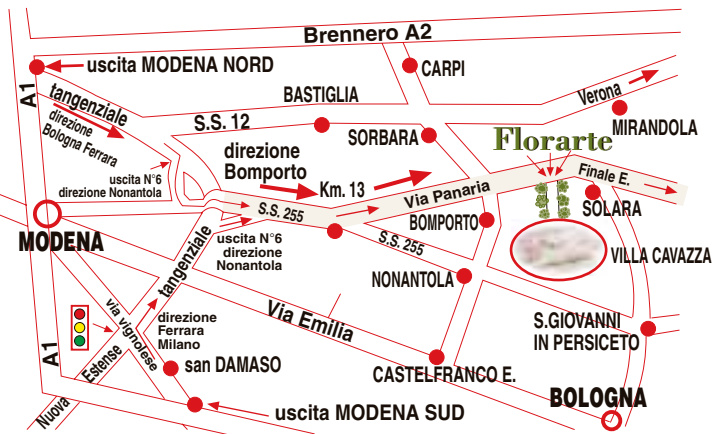 Brennero A2
uscita MODENA NORD
CARPI
A1
tangenziale
BASTIGLIA
Verona
direzione
Bologna Ferrara
S.S. 12
SORBARA
MIRANDOLA
Florarte
direzione
Bomporto
uscita N°6
direzione Nonantola
Km. 13
Via Panaria
Finale E.
S.S. 255
SOLARA
BOMPORTO
MODENA
uscita N°6
direzione
Nonantola
S.S. 255
VILLA CAVAZZA
tangenziale
NONANTOLA
via vignolese
direzione
Ferrara
Milano
Via Emilia
S.GIOVANNI
IN PERSICETO
A1
Nuova Estense
san DAMASO
CASTELFRANCO E.
BOLOGNA
uscita MODENA SUD